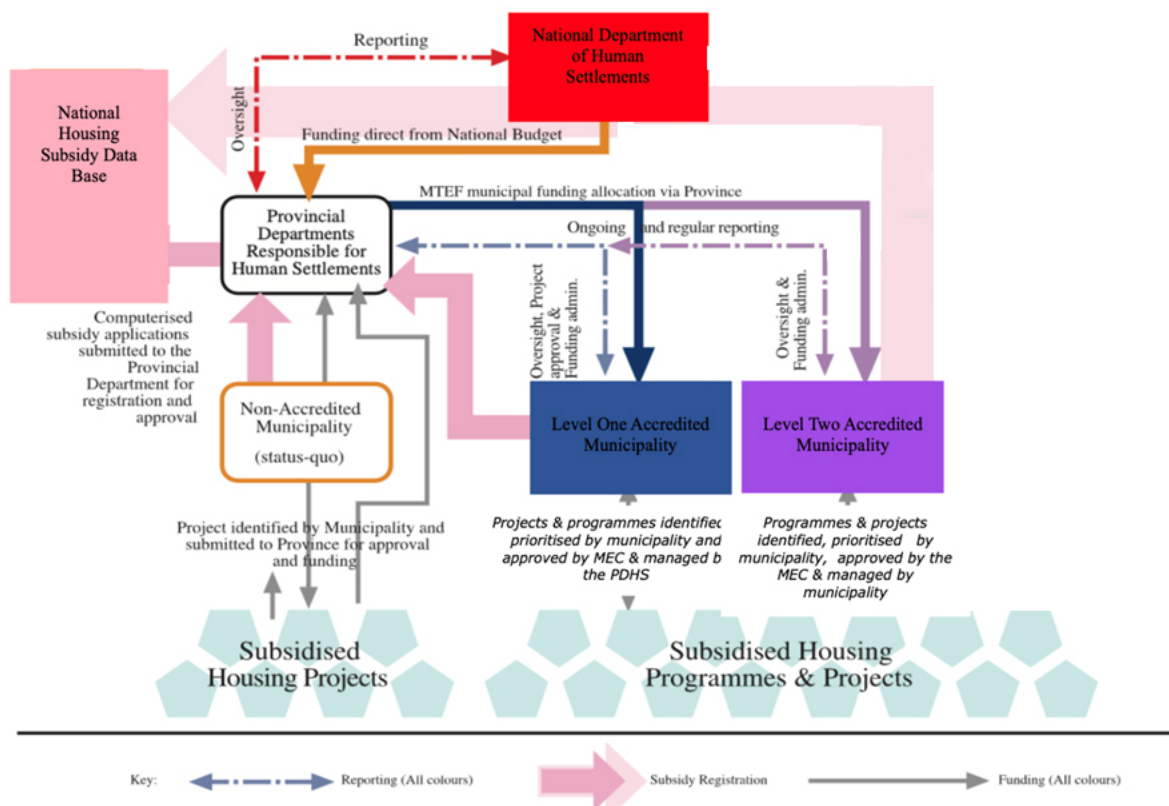 Reporting
National Department
of Human
Settlements
National
Housing
Subsidy Data
Base
Oversight
Funding direct from National Budget
MTEF municipal funding allocation via Province
Provincial
Departments
Responsible for
Human Settlements
Ongoing and regular reporting
Oversight, Project
approval &
Funding admin.
Oversight &
Funding admin.
Computerised
subsidy applications
submitted to the
Provincial
Department for
registration and
approval
Non-Accredited
Municipality
(status-quo)
Level One Accredited
Municipality
Level Two Accredited
Municipality
Project identified by Municipality and
submitted to Province for approval
and funding
Projects & programmes identified
prioritised by municipality and
approved by MEC & managed b
the PDHS
Programmes & projects
identified, prioritised by
municipality, approved by the
MEC & managed by
municipality
Subsidised
Housing Projects
Subsidised Housing
Programmes & Projects
Key:
Reporting (All colours)
Subsidy Registration
Funding (All colours)